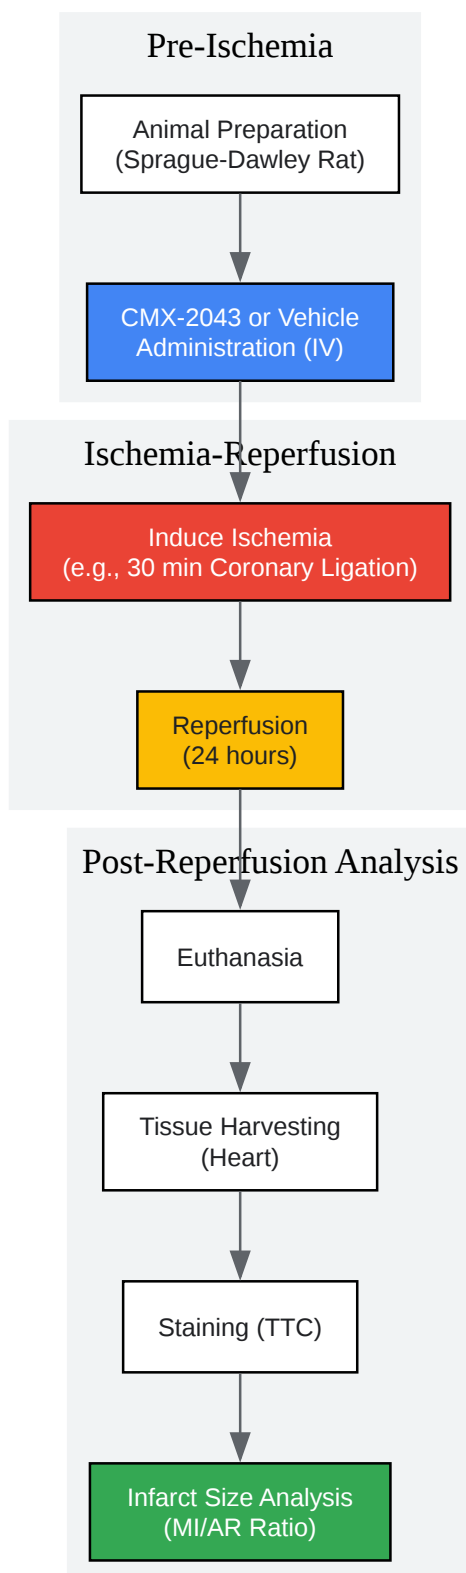 Pre-Ischemia
Animal Preparation
(Sprague-Dawley Rat)
CMX-2043 or Vehicle
Administration (IV)
Ischemia-Reperfusion
Induce Ischemia
(e.g., 30 min Coronary Ligation)
Reperfusion
(24 hours)
Post-Reperfusion Analysis
Euthanasia
Tissue Harvesting
(Heart)
Staining (TTC)
Infarct Size Analysis
(MI/AR Ratio)